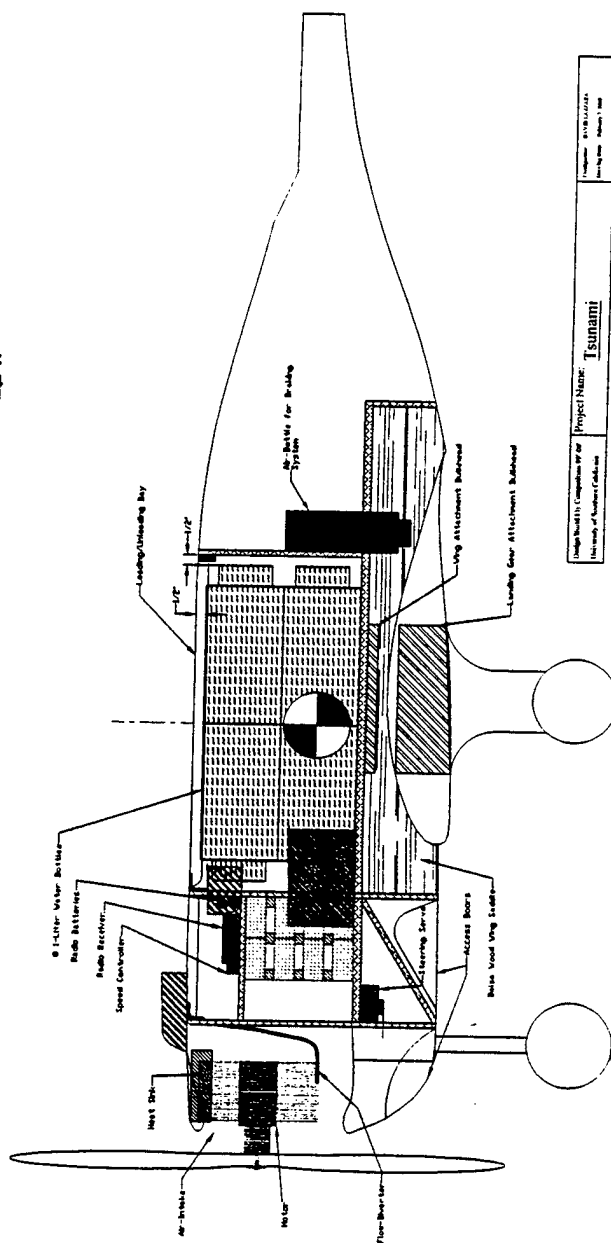 Loading/Unloading Bay
8 1-Liter Water Bottles
Radio Batteries
Radio Receiver
Speed Controller
Heat Sink
Air-Intake
Motor
Flow-Diverter
1/2"
1/2"
Air-Bottle for Braking
System
Wing Attachment Bulkhead
Landing Gear Attachment Bulkhead
Steering Servo
Access Doors
Balsa Wood Wing Saddle
Project Name: Tsunami
University of Southern California